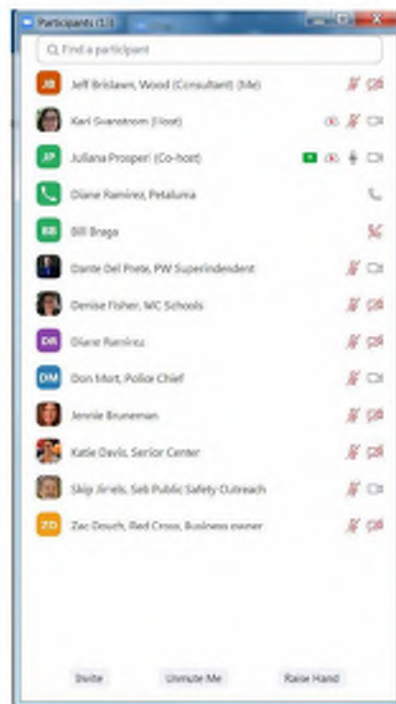 Participants (13)
Find a participant
JB Jeff Brislawn, Wood (Consultant) (Me)
Kari Svanstrom (Host)
JP Juliana Prosperi (Co-host)
Diane Ramirez, Petaluma
BB Bill Braga
Dante Del Prete, PW Superintendent
Denise Fisher, WC Schools
DR Diane Ramirez
DM Don Mort, Police Chief
Jennie Bruneman
Katie Davis, Senior Center
Skip Jirrels, Seb Public Safety Outreach
ZD Zac Douch, Red Cross, Business owner
Invite Unmute Me Raise Hand